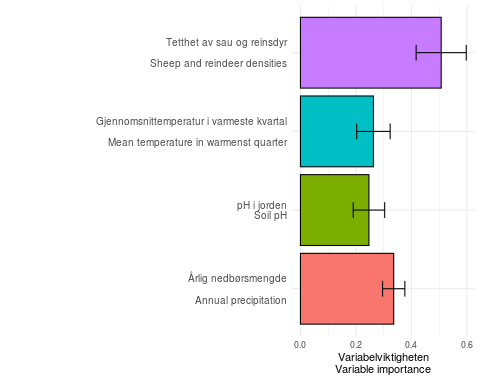 Tetthet av sau og reinsdyr
Sheep and reindeer densities
Gjennomsnittemperatur i varmeste kvartal
Mean temperature in warmenst quarter
pH i jorden
Soil pH
Årlig nedbørsmengde
Annual precipitation
0.0 0.2 0.4 0.6
Variabelviktigheten
Variable importance